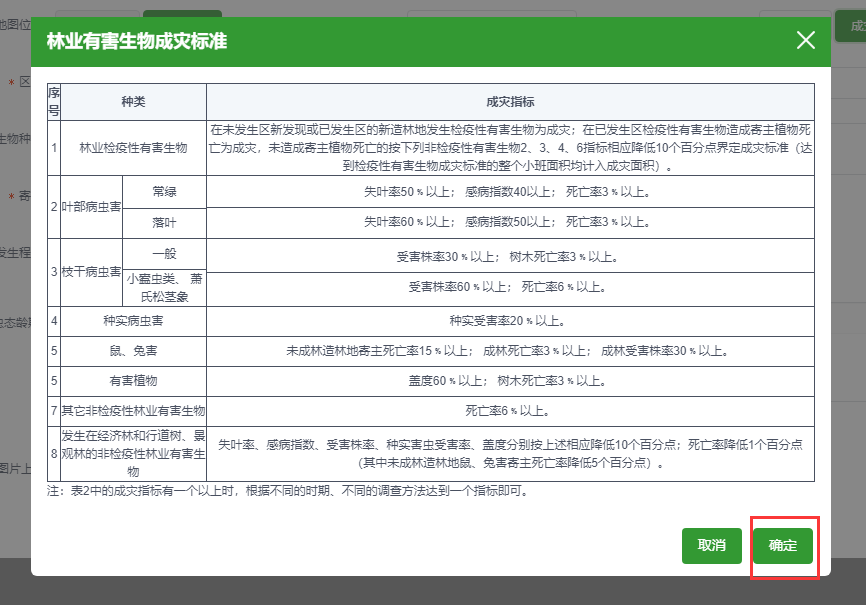 地图位
成
林业有害生物成灾标准
* 区
生物种
* 寄
发生程
态龄
图片上
序号 种类 成灾指标
1 林业检疫性有害生物 在未发生区新发现或已发生区的新造林地发生检疫性有害生物为成灾；在已发生区检疫性有害生物造成寄主植物死
亡为成灾，未造成寄主植物死亡的按下列非检疫性有害生物2、3、4、6指标相应降低10个百分点界定成灾标准（达
到检疫性有害生物成灾标准的整个小班面积均计入成灾面积）。
2 叶部病虫害 常绿 失叶率50％以上； 感病指数40以上； 死亡率3％以上。
落叶 失叶率60％以上； 感病指数50以上； 死亡率3％以上。
3 枝干病虫害 一般 受害株率30％以上； 树木死亡率3％以上。
小蠹虫类、 萧
氏松茎象 受害株率60％以上； 死亡率6％以上。
4 种实病虫害 种实受害率20％以上。
5 鼠、兔害 未成林造林地寄主死亡率15％以上； 成林死亡率3％以上； 成林受害株率30％以上。
5 有害植物 盖度60％以上； 树木死亡率3％以上。
7 其它非检疫性林业有害生物 死亡率6％以上。
8 发生在经济林和行道树、景
观林的非检疫性林业有害生
物 失叶率、感病指数、受害株率、种实害虫受害率、盖度分别按上述相应降低10个百分点；死亡率降低1个百分点
（其中未成林造林地鼠、兔害寄主死亡率降低5个百分点）。
注：表2中的成灾指标有一个以上时，根据不同的时期、不同的调查方法达到一个指标即可。
取消 确定